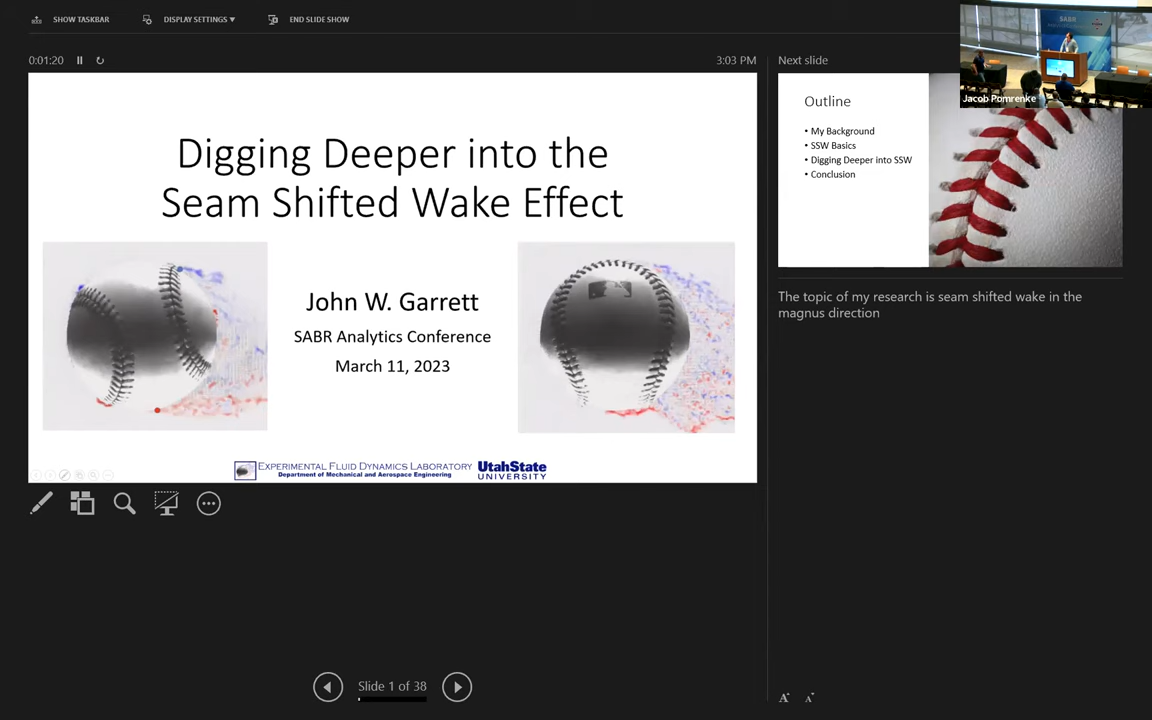 SHOW TASKBAR
DISPLAY SETTINGS ▼
END SLIDE SHOW
0:01:20
3:03 PM
Digging Deeper into the
Seam Shifted Wake Effect
John W. Garrett
SABR Analytics Conference
March 11, 2023
EXPERIMENTAL FLUID DYNAMICS LABORATORY
Department of Mechanical and Aerospace Engineering
UtahState
UNIVERSITY
Slide 1 of 38
Next slide
Outline
• My Background
• SSW Basics
• Digging Deeper into SSW
• Conclusion
The topic of my research is seam shifted wake in the
magnus direction
A
A
SABR
Jacob Pomrenke